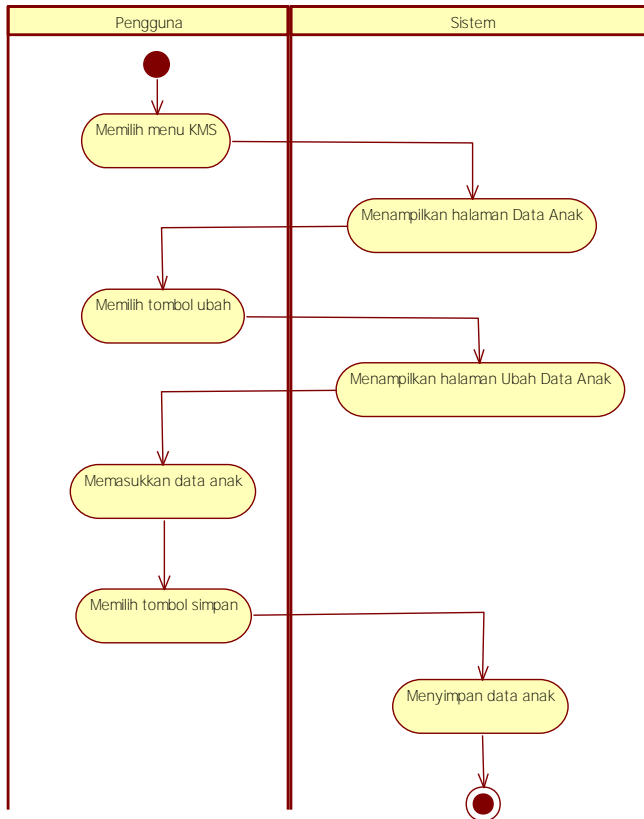 Pengguna
Sistem
Memilih menu KMS
Menampilkan halaman Data Anak
Memilih tombol ubah
Menampilkan halaman Ubah Data Anak
Memasukkan data anak
Memilih tombol simpan
Menyimpan data anak